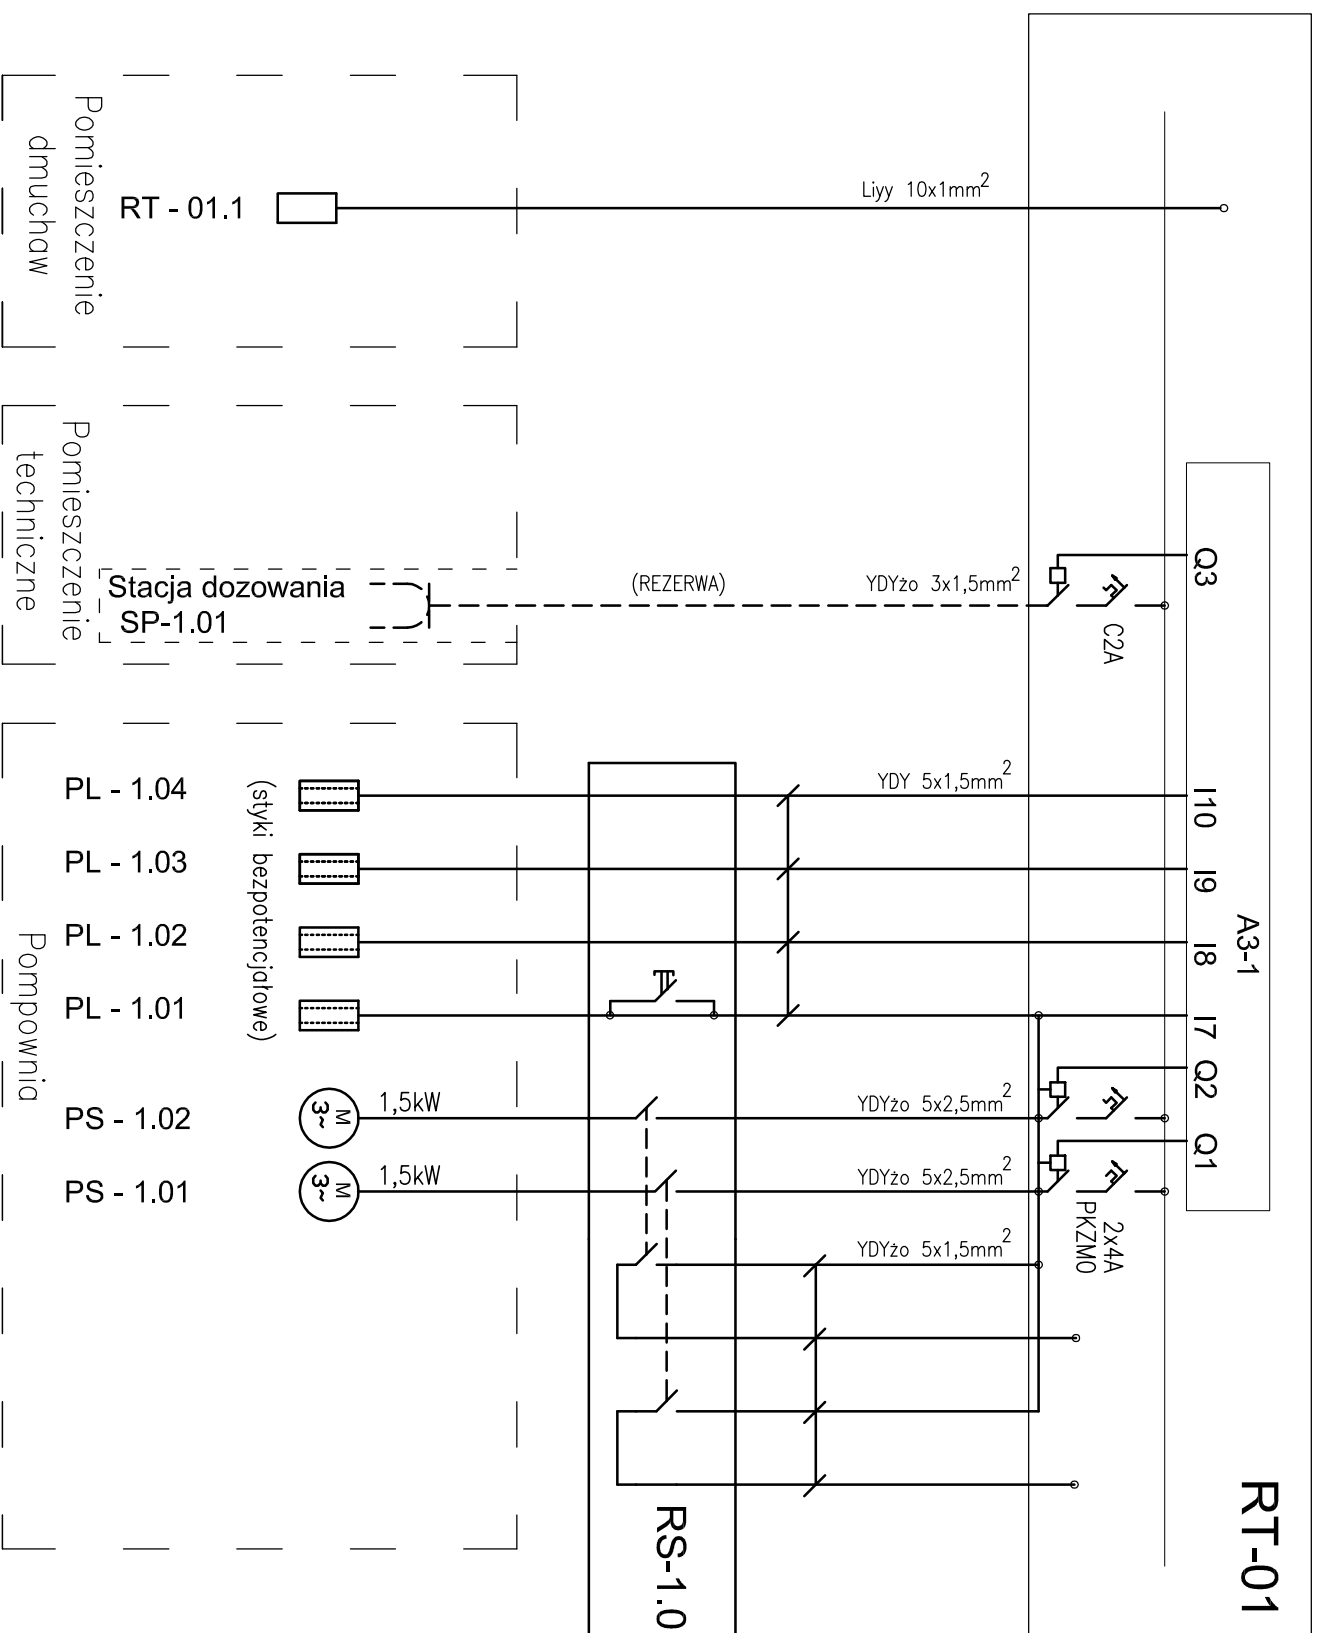 Pomieszczenie
dmuchaw
RT - 01.1
Liyy 10x1mm²
Pomieszczenie
techniczne
Stacja dozowania
SP-1.01
(REZERWA)
YDYżo 3x1,5mm²
C2A
Q3
PL - 1.04
PL - 1.03
PL - 1.02
PL - 1.01
(styki bezpotencjałowe)
Pompownia
YDY 5x1,5mm²
I10
I9
I8
I7
A3-1
PS - 1.02
1,5kW
M
3~
YDYżo 5x2,5mm²
Q2
PS - 1.01
1,5kW
M
3~
YDYżo 5x2,5mm²
Q1
2x4A
PKZM0
YDYżo 5x1,5mm²
RS-1.0
RT-01